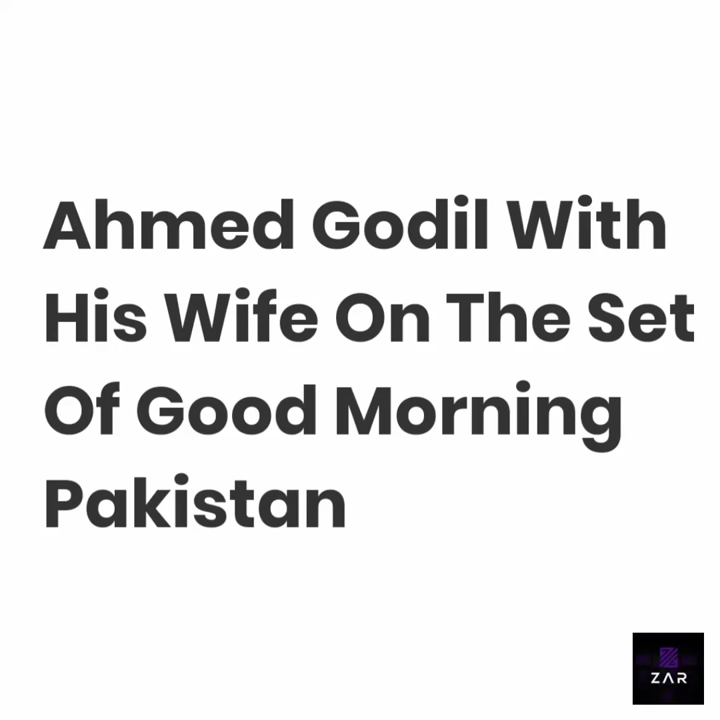 Ahmed Godil With
His Wife On The Set
Of Good Morning
Pakistan
ZAR